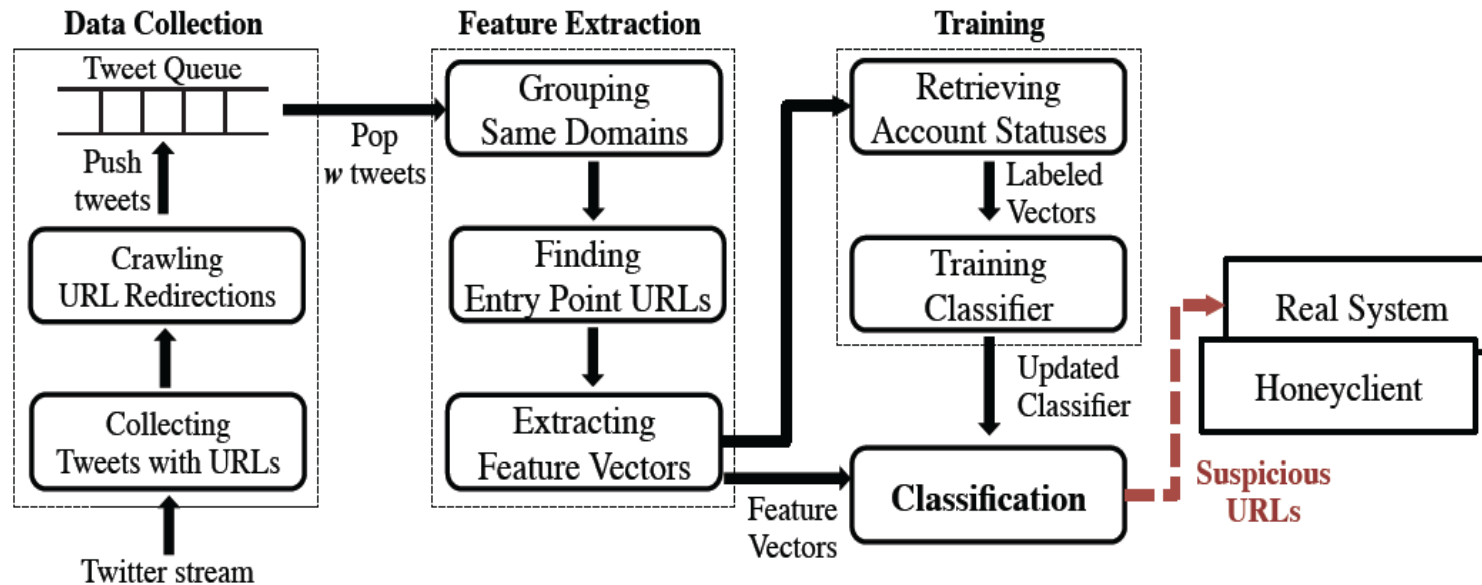 Data Collection
Tweet Queue
Push
tweets
Crawling
URL Redirections
Collecting
Tweets with URLs
Twitter stream
Pop
w tweets
Feature Extraction
Grouping
Same Domains
Finding
Entry Point URLs
Extracting
Feature Vectors
Feature
Vectors
Training
Retrieving
Account Statuses
Labeled
Vectors
Training
Classifier
Updated
Classifier
Classification
Suspicious
URLs
Real System
Honeyclient